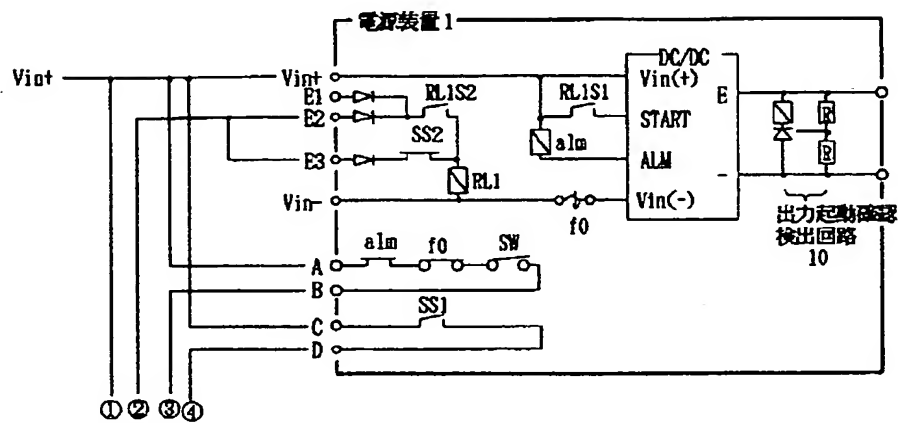 電源装置1
DC/DC
Vin+
Vin+
Vin(+)
E1
RL1S2
RL1S1
E
E2
START
R1
SS2
alm
E3
ALM
R
RL1
Vin-
Vin(-)
f0
出力起動確認
検出回路
10
alm
f0
SW
A
B
SS1
C
D
① ② ③ ④